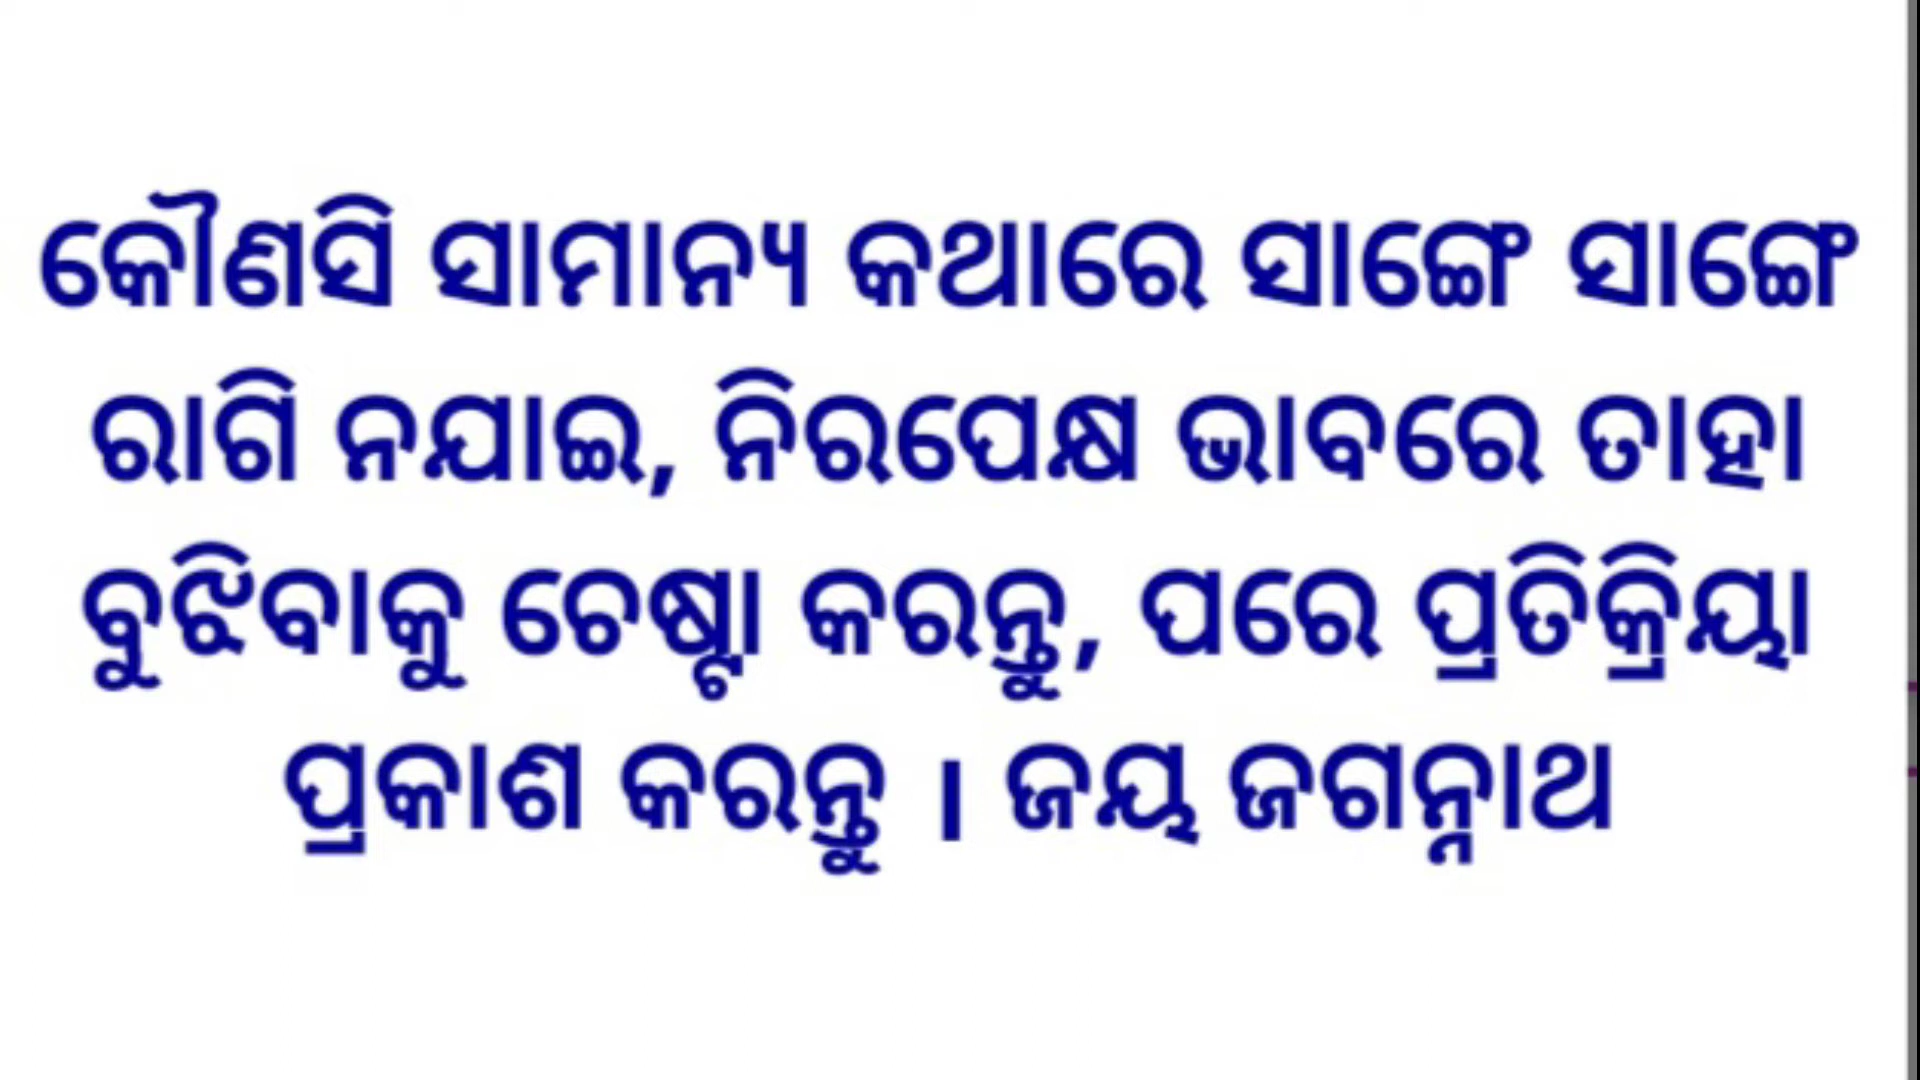 କୌଣସି ସାମାନ୍ୟ କଥାରେ ସାଙ୍ଗେ ସାଙ୍ଗେ
ରାଗି ନଯାଇ, ନିରପେକ୍ଷ ଭାବରେ ତାହା
ବୁଝିବାକୁ ଚେଷ୍ଟା କରନ୍ତୁ, ପରେ ପ୍ରତିକ୍ରିୟା
ପ୍ରକାଶ କରନ୍ତୁ । ଜୟ ଜଗନ୍ନାଥ